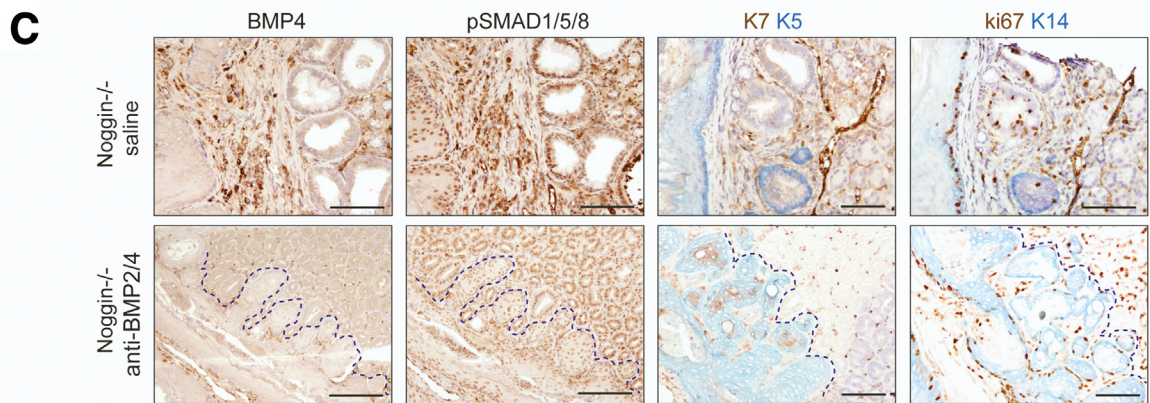 C
BMP4
pSMAD1/5/8
K7 K5
ki67 K14
Noggin-/-
saline
Noggin-/-
anti-BMP2/4